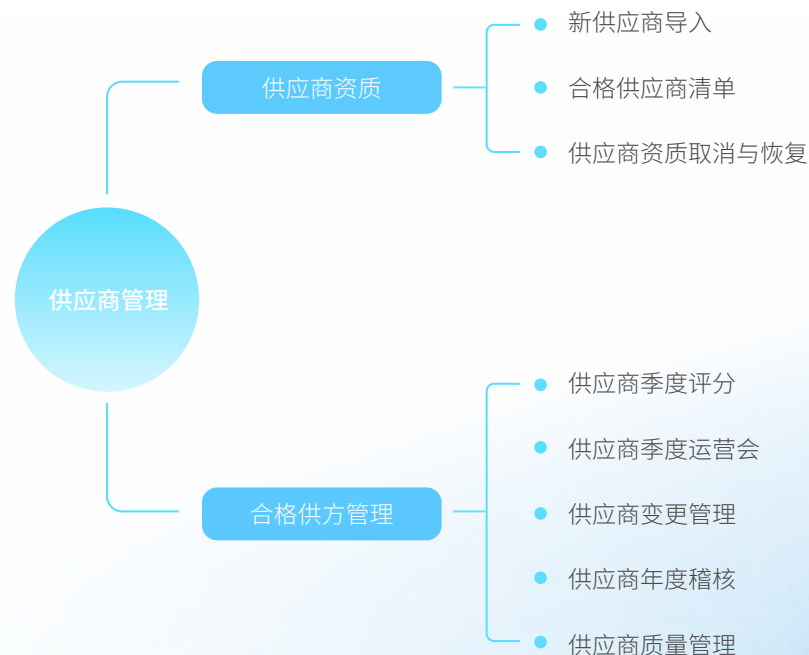 供应商管理
供应商资质
新供应商导入
合格供应商清单
供应商资质取消与恢复
合格供方管理
供应商季度评分
供应商季度运营会
供应商变更管理
供应商年度稽核
供应商质量管理